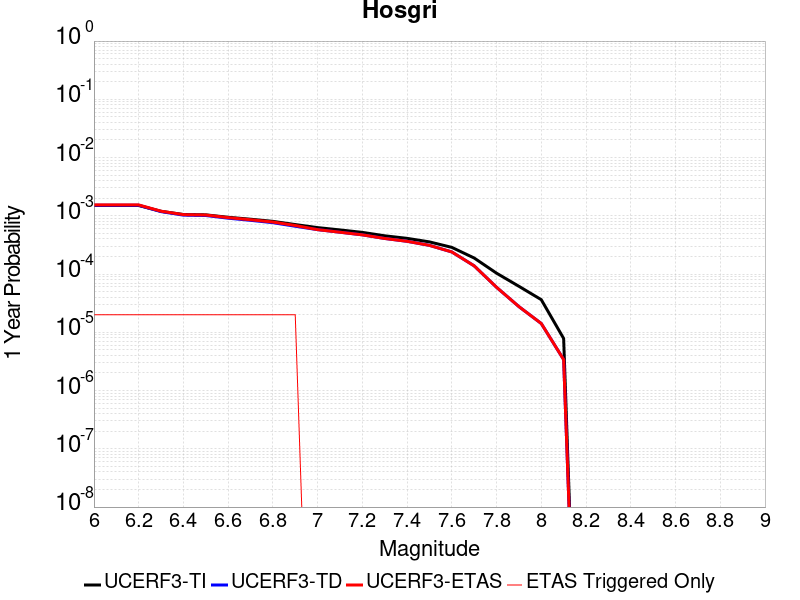 Hosgri
10^0
10^-1
10^-2
10^-3
10^-4
10^-5
10^-6
10^-7
10^-8
1 Year Probability
6 6.2 6.4 6.6 6.8 7 7.2 7.4 7.6 7.8 8 8.2 8.4 8.6 8.8 9
Magnitude
UCERF3-TI UCERF3-TD UCERF3-ETAS ETAS Triggered Only